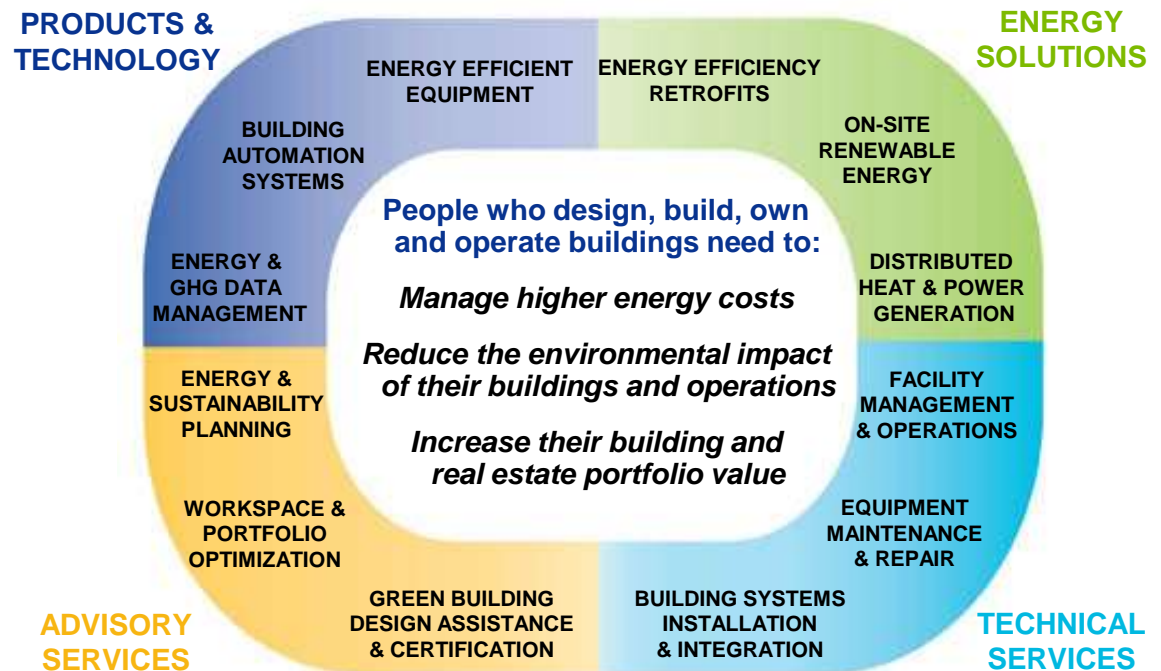 PRODUCTS &
TECHNOLOGY
ENERGY
SOLUTIONS
ENERGY EFFICIENT
EQUIPMENT
ENERGY EFFICIENCY
RETROFITS
BUILDING
AUTOMATION
SYSTEMS
ON-SITE
RENEWABLE
ENERGY
ENERGY &
GHG DATA
MANAGEMENT
DISTRIBUTED
HEAT & POWER
GENERATION
People who design, build, own
and operate buildings need to:
Manage higher energy costs
Reduce the environmental impact
of their buildings and operations
Increase their building and
real estate portfolio value
ENERGY &
SUSTAINABILITY
PLANNING
FACILITY
MANAGEMENT
& OPERATIONS
WORKSPACE &
PORTFOLIO
OPTIMIZATION
EQUIPMENT
MAINTENANCE
& REPAIR
GREEN BUILDING
DESIGN ASSISTANCE
& CERTIFICATION
BUILDING SYSTEMS
INSTALLATION
& INTEGRATION
ADVISORY
SERVICES
TECHNICAL
SERVICES